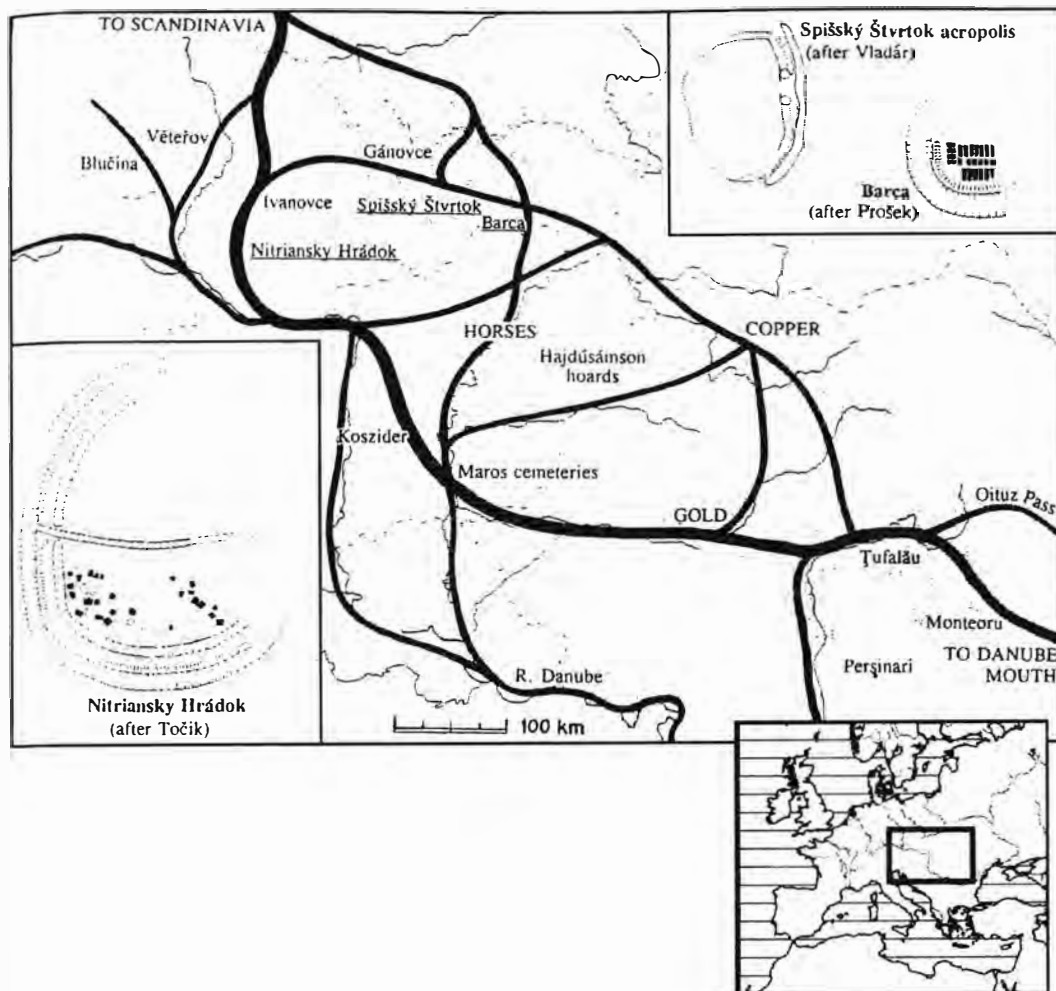 TO SCANDINAVIA
Spišský Štvrtok acropolis
(after Vladár)
Věteřov
Blučina
Gánovce
Ivanovce
Spišský Štvrtok
Barca
Barca
(after Prošek)
Nitriansky Hrádok
HORSES
COPPER
Hajdúsámson
hoards
Koszider
Maros cemeteries
GOLD
Oituz Pass
Ţufalău
Monteoru
TO DANUBE
MOUTH
Perşinari
R. Danube
100 km
Nitriansky Hrádok
(after Točik)